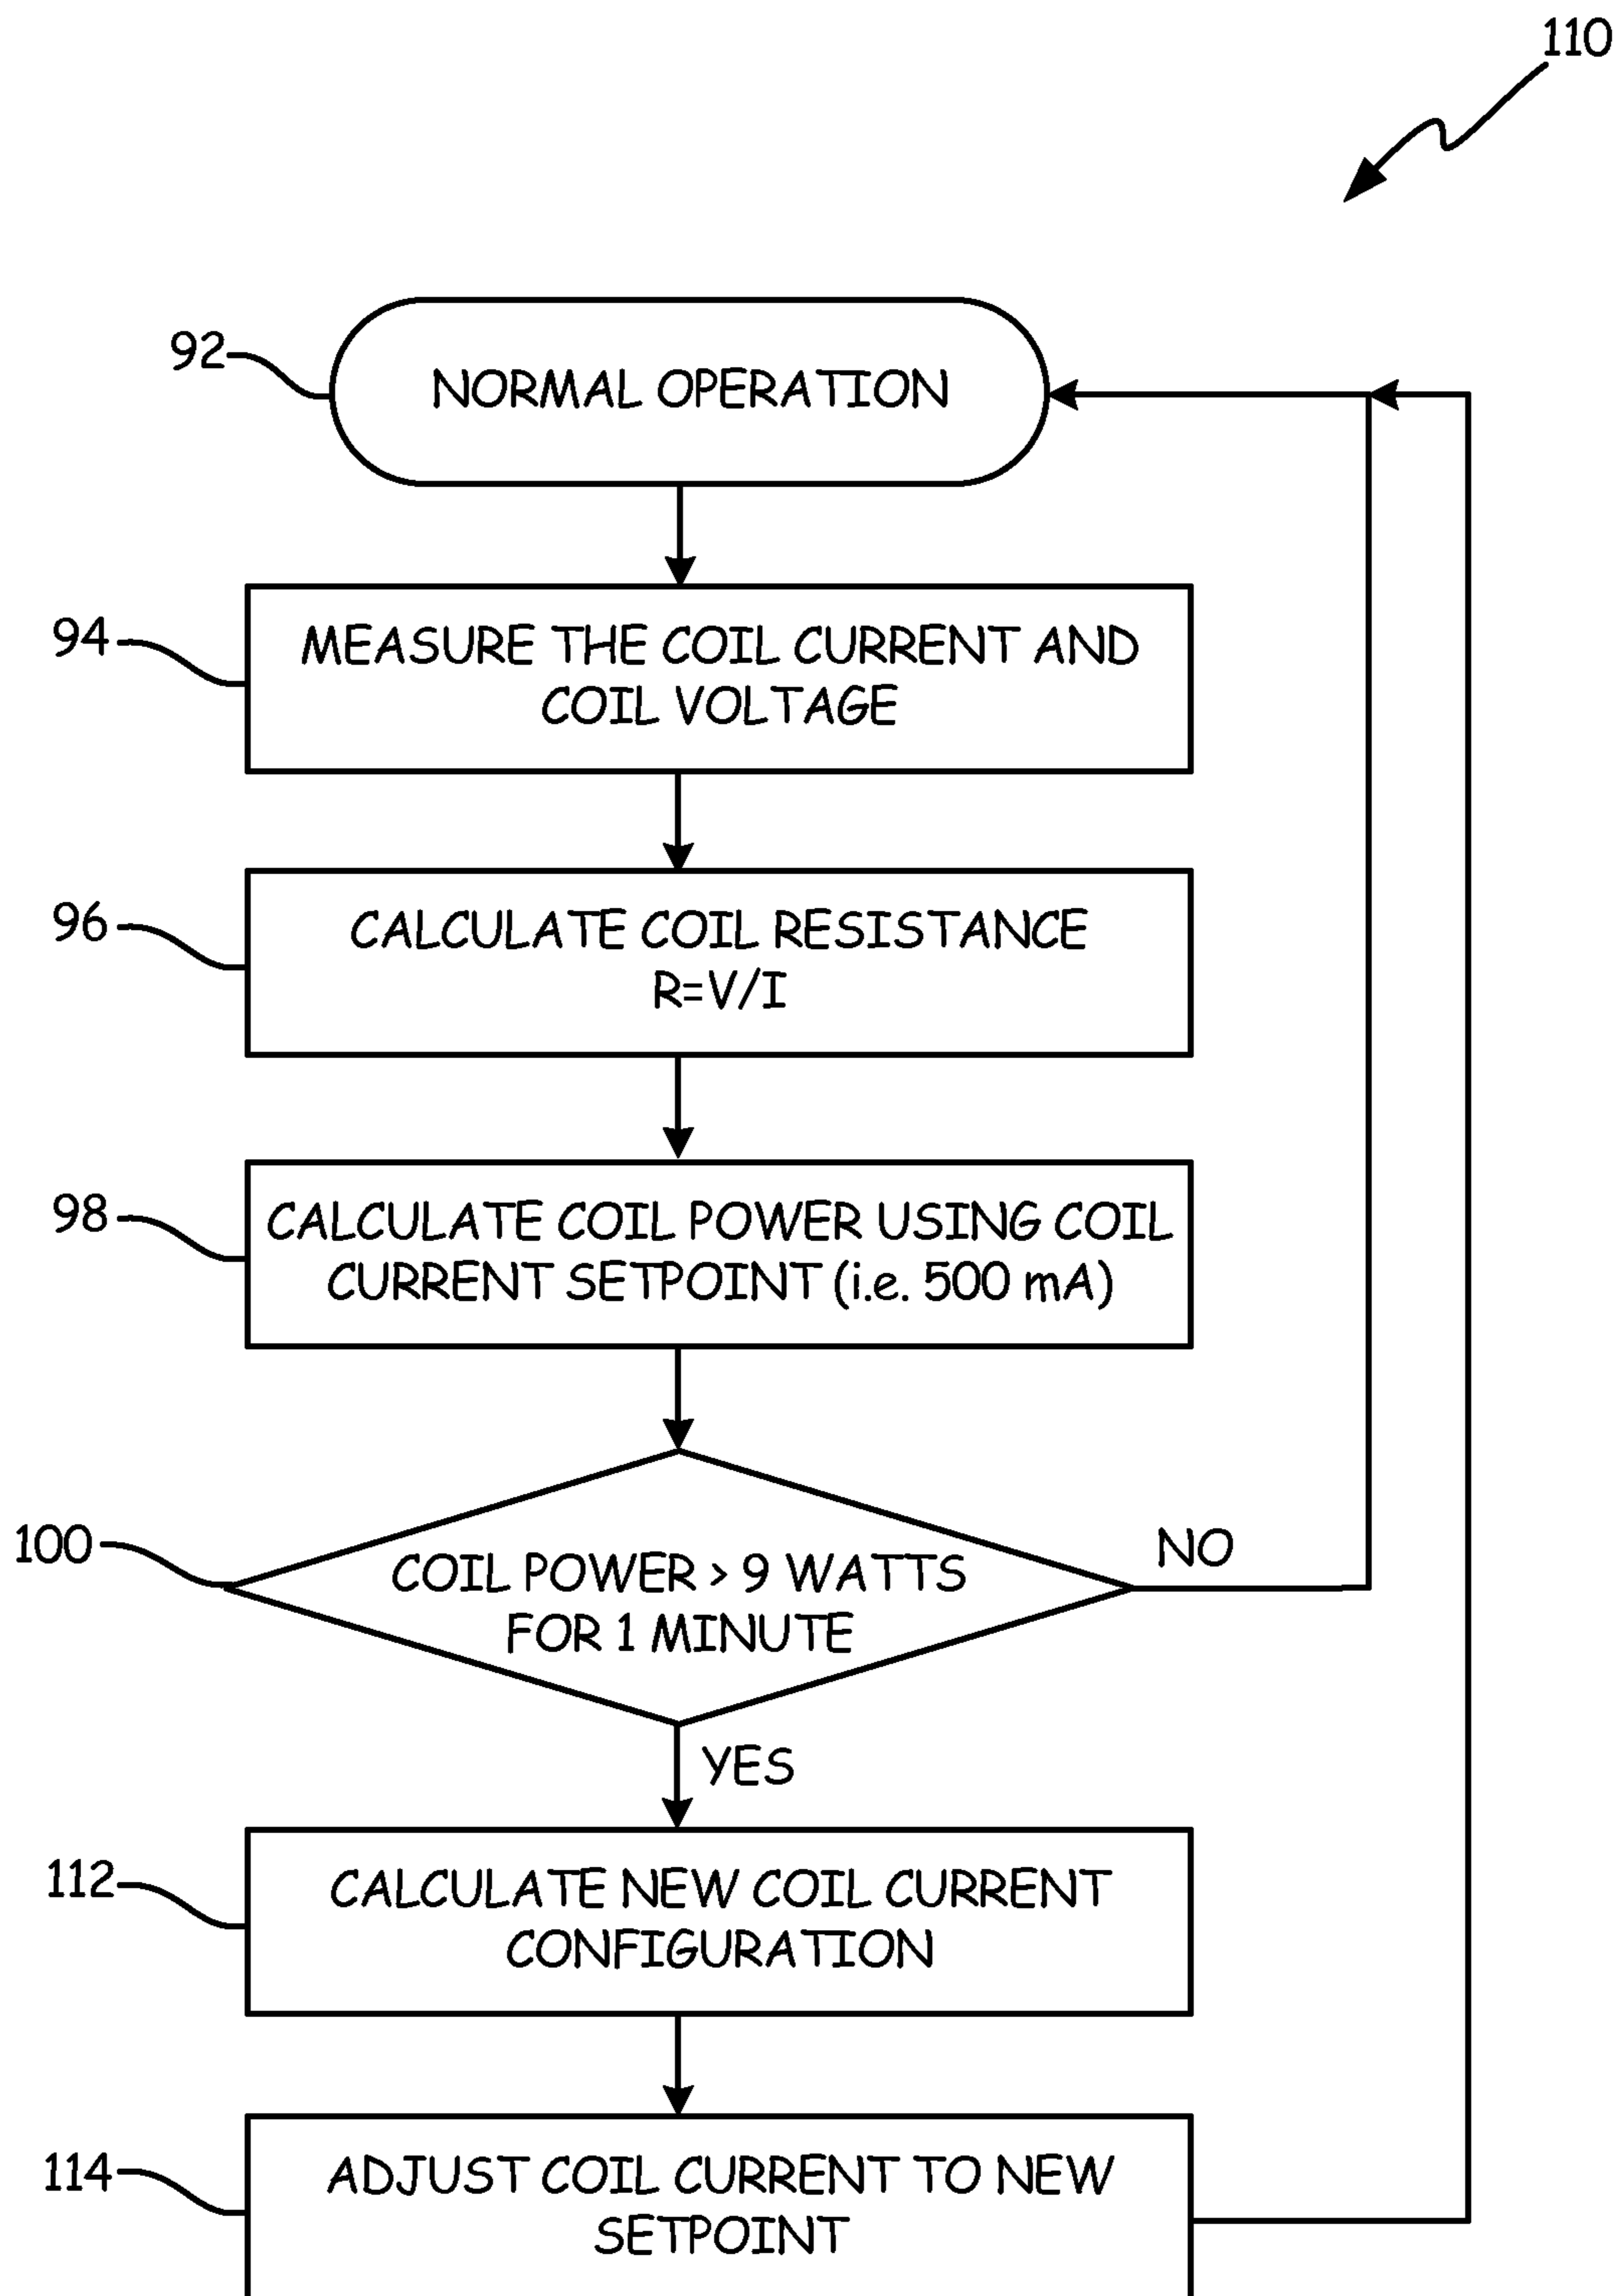 110
92
NORMAL OPERATION
94
MEASURE THE COIL CURRENT AND
COIL VOLTAGE
96
CALCULATE COIL RESISTANCE
R=V/I
98
CALCULATE COIL POWER USING COIL
CURRENT SETPOINT (i.e. 500 mA)
100
COIL POWER > 9 WATTS
FOR 1 MINUTE
NO
YES
112
CALCULATE NEW COIL CURRENT
CONFIGURATION
114
ADJUST COIL CURRENT TO NEW
SETPOINT